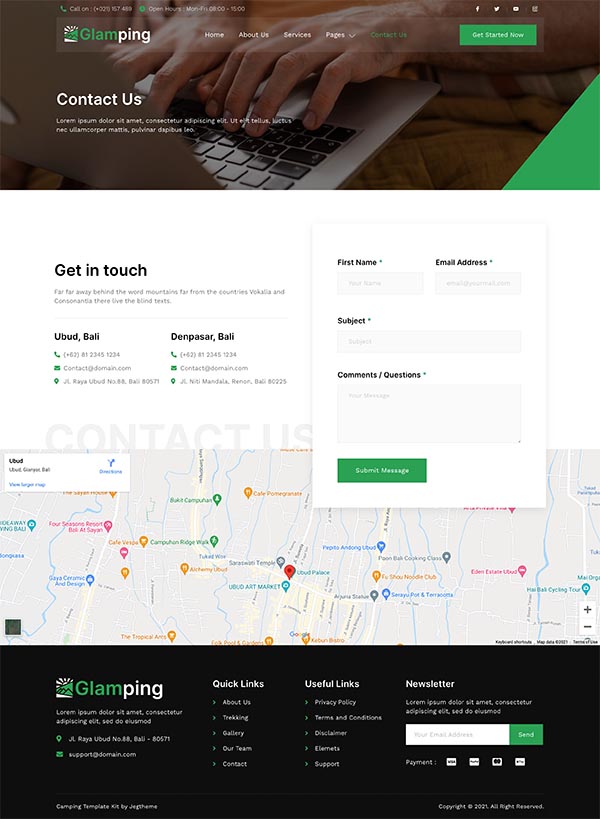 Call on : (+021) 157 489
Open Hours : Mon-Fri 08:00 - 15:00
Glamping
Home
About Us
Services
Pages
Contact Us
Get Started Now
Contact Us
Lorem ipsum dolor sit amet, consectetur adipiscing elit. Ut elit tellus, luctus
nec ullamcorper mattis, pulvinar dapibus leo.
Get in touch
Far far away behind the word mountains far from the countries Vokalia and
Consonantia there live the blind texts.
Ubud, Bali
(+62) 81 2345 1234
Contact@domain.com
Jl. Raya Ubud No.88, Bali 80571
Denpasar, Bali
(+62) 81 2345 1234
Contact@domain.com
Jl. Niti Mandala, Renon, Bali 80225
First Name *
Your Name
Email Address *
email@yourmail.com
Subject *
Subject
Comments / Questions *
Your Message
Submit Message
CONTACT US
Ubud
Ubud, Gianyar, Bali
Directions
View larger map
Cafe Pomegranate
Bukit Campuhan
Four Seasons Resort
Bali At Sayan
Cafe Vespa
Campuhan Ridge Walk
Tukad Wos
Saraswati Temple
Pepito Andong Ubud
Paon Bali Cooking Class
Gaya Ceramic
And Design
Alchemy Ubud
Ubud Palace
UBUD ART MARKET
Fu Shou Noodle Club
Eden Estate Ubud
Hai Bali Cycling Tour
Arjuna Statue
Serayu Pot & Terracotta
The Tropical Arc
Folk Pool & Gardens
Kebun Bistro
Google
Keyboard shortcuts
Map data ©2021
Terms of Use
Glamping
Lorem ipsum dolor sit amet, consectetur
adipiscing elit, sed do eiusmod
Jl. Raya Ubud No.88, Bali - 80571
support@domain.com
Quick Links
About Us
Trekking
Gallery
Our Team
Contact
Useful Links
Privacy Policy
Terms and Conditions
Disclaimer
Elemets
Support
Newsletter
Lorem ipsum dolor sit amet, consectetur
adipiscing elit, sed do eiusmod
Your Email Address
Send
Payment :
Camping Template Kit by Jegtheme
Copyright © 2021. All Right Reserved.